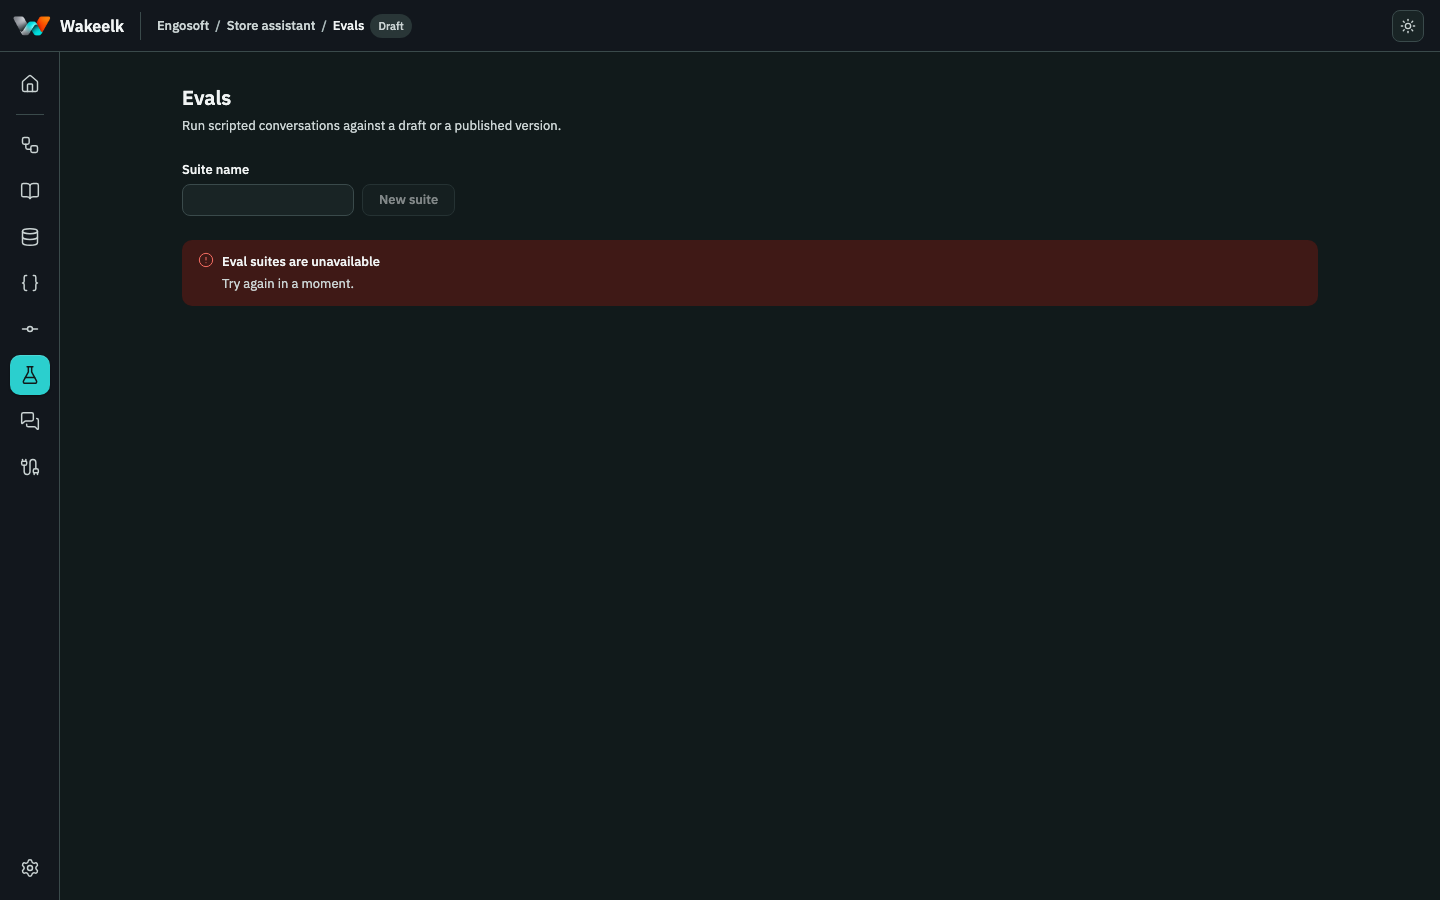 Wakeelk
Engosoft / Store assistant / Evals Draft
Evals
Run scripted conversations against a draft or a published version.
Suite name
New suite
Eval suites are unavailable
Try again in a moment.